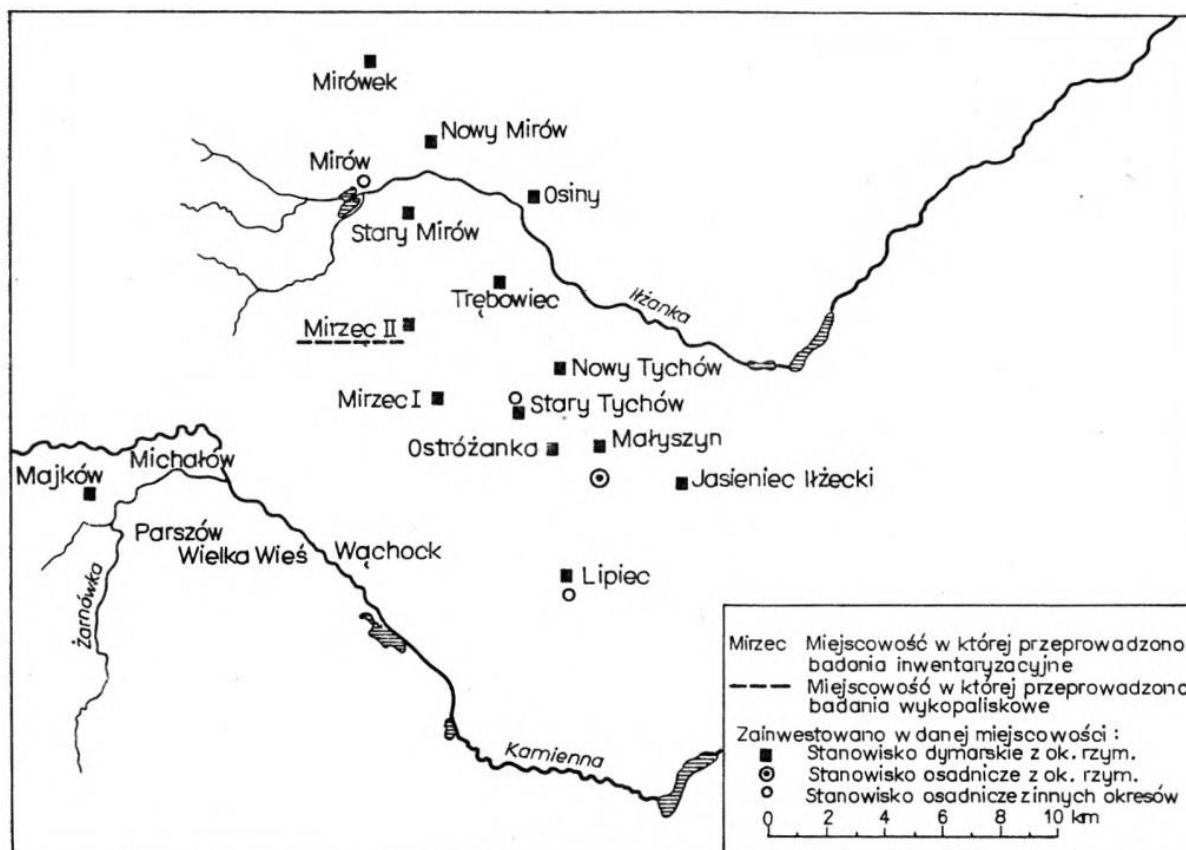 Mirówek
Nowy Mirów
Mirów
Osiny
Stary Mirów
Trębowiec
Iłżanka
Mirzec II
Nowy Tychów
Mirzec I
Stary Tychów
Ostróżanka
Małyszyn
Michałów
Majków
Jasieniec Iłżecki
Parszów
Wielka Wieś
Wąchock
Lipiec
Żarnówka
Kamienna
Mirzec Miejscowość w której przeprowadzono
badania inwentaryzacyjne
Miejscowość w której przeprowadzono
badania wykopaliskowe
Zainwestowano w danej miejscowości :
Stanowisko dymarskie z ok. rzym.
Stanowisko osadnicze z ok. rzym.
Stanowisko osadnicze z innych okresów
0 2 4 6 8 10 km